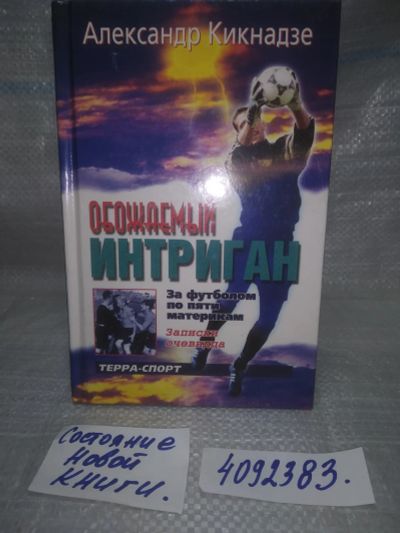 Александр Кикнадзе
ОБОЖАЕМЫЙ
ИНТРИГАН
За футболом
по пяти
материкам
Записки
очевидца
ТЕРРА-СПОРТ
Состояние
новой
книги.
4092383.